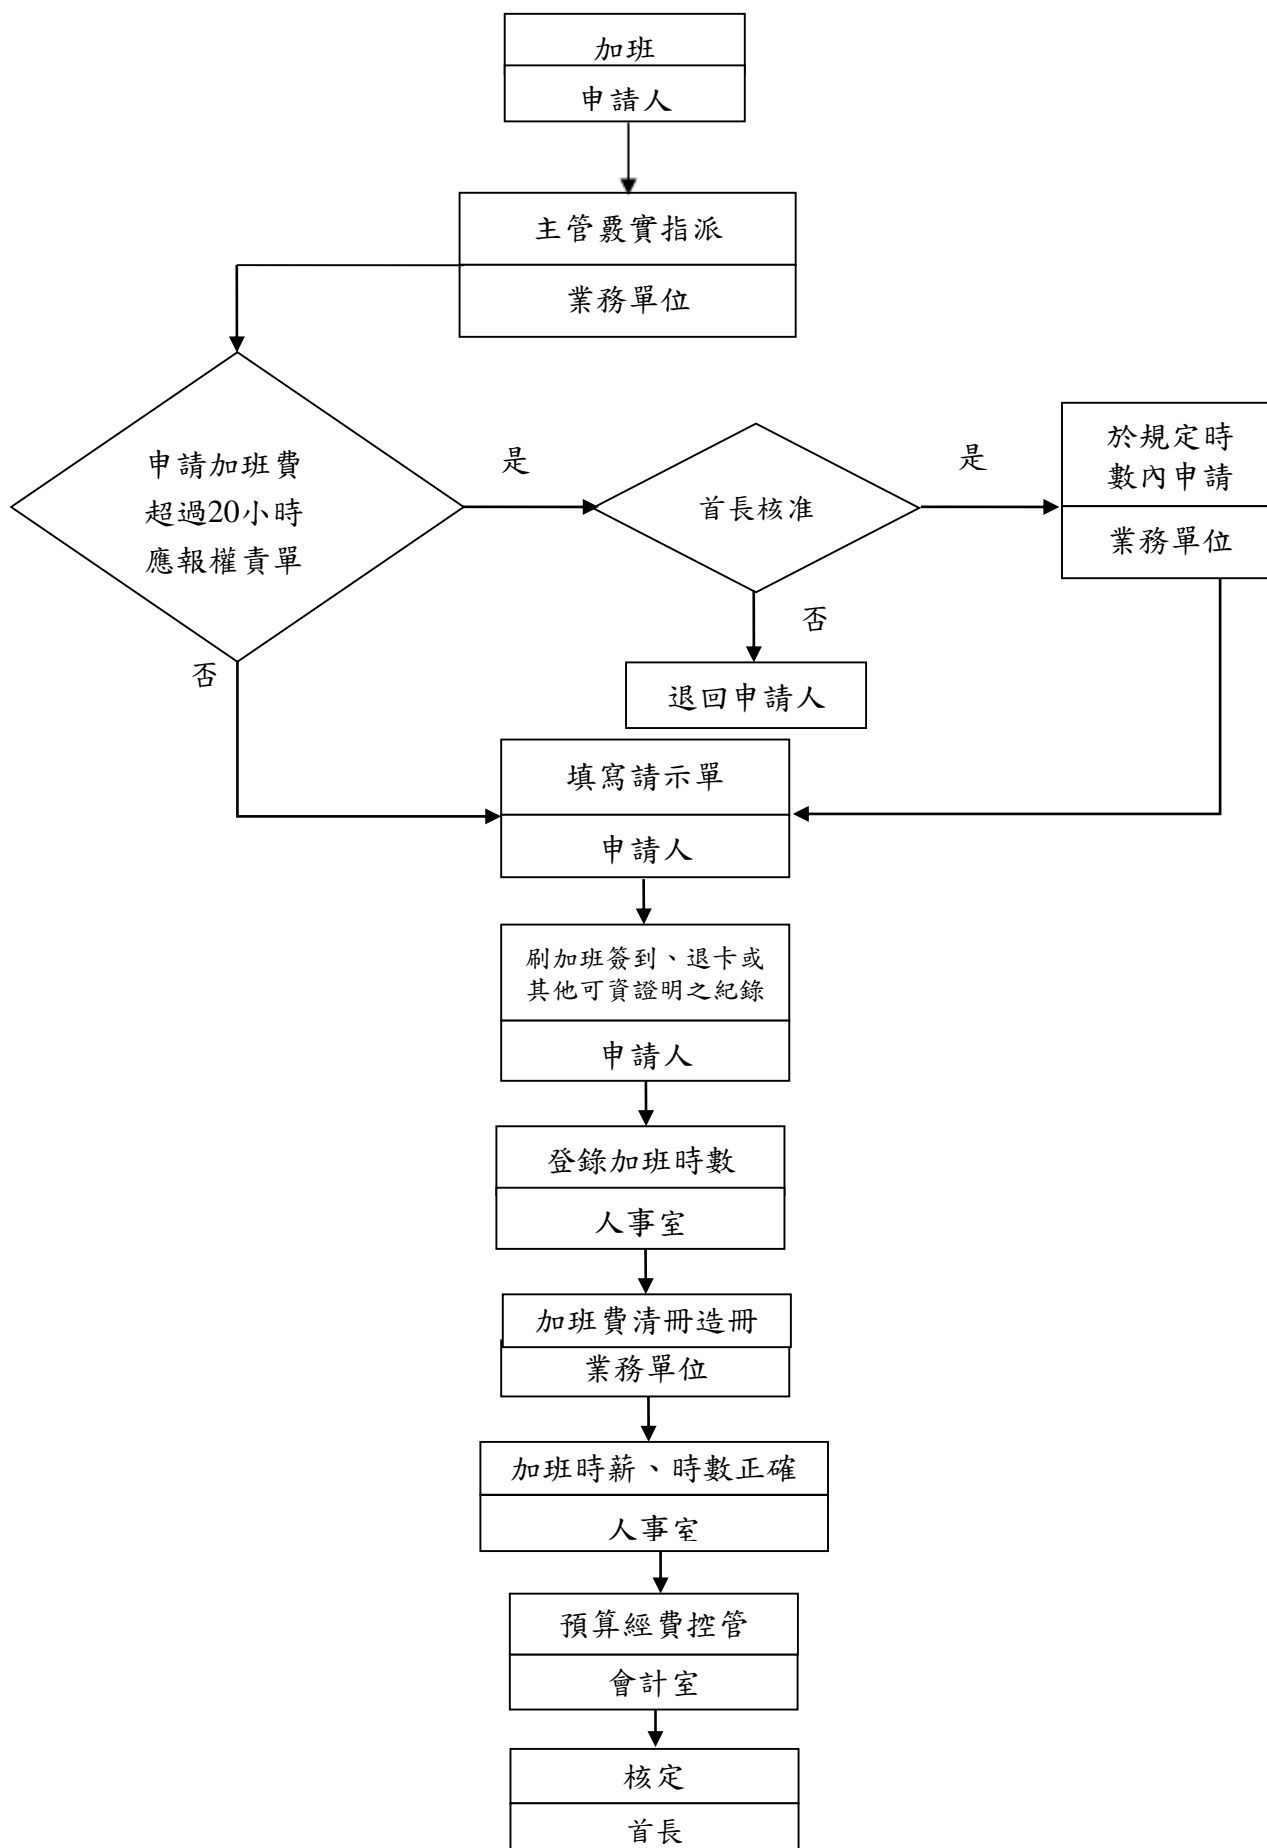 加班
申請人
主管覈實指派
業務單位
申請加班費
超過20小時
應報權責單
是
首長核准
是
於規定時
數內申請
業務單位
否
退回申請人
否
填寫請示單
申請人
刷加班簽到、退卡或
其他可資證明之紀錄
申請人
登錄加班時數
人事室
加班費清冊造冊
業務單位
加班時薪、時數正確
人事室
預算經費控管
會計室
核定
首長